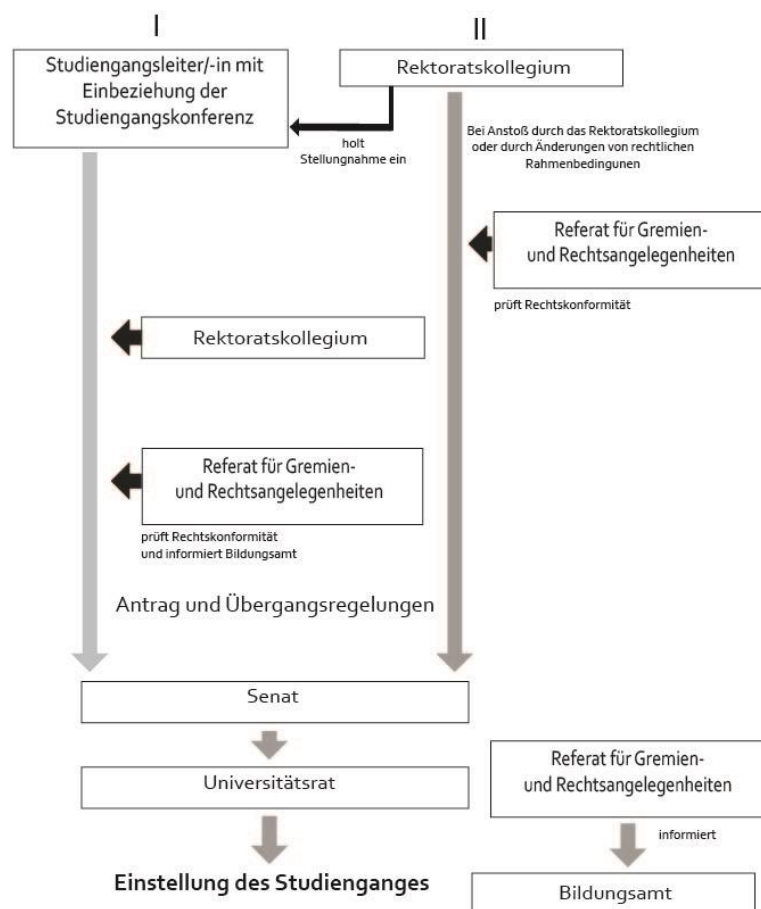 I
II
Studiengangsleiter/-in mit
Einbeziehung der
Studiengangskonferenz
Rektoratskollegium
holt
Stellungnahme ein
Bei Anstoß durch das Rektoratskollegium
oder durch Änderungen von rechtlichen
Rahmenbedingunen
Referat für Gremien-
und Rechtsangelegenheiten
prüft Rechtskonformität
Rektoratskollegium
Referat für Gremien-
und Rechtsangelegenheiten
prüft Rechtskonformität
und informiert Bildungsamt
Antrag und Übergangsregelungen
Senat
Universitätsrat
Einstellung des Studienganges
Referat für Gremien-
und Rechtsangelegenheiten
informiert
Bildungsamt